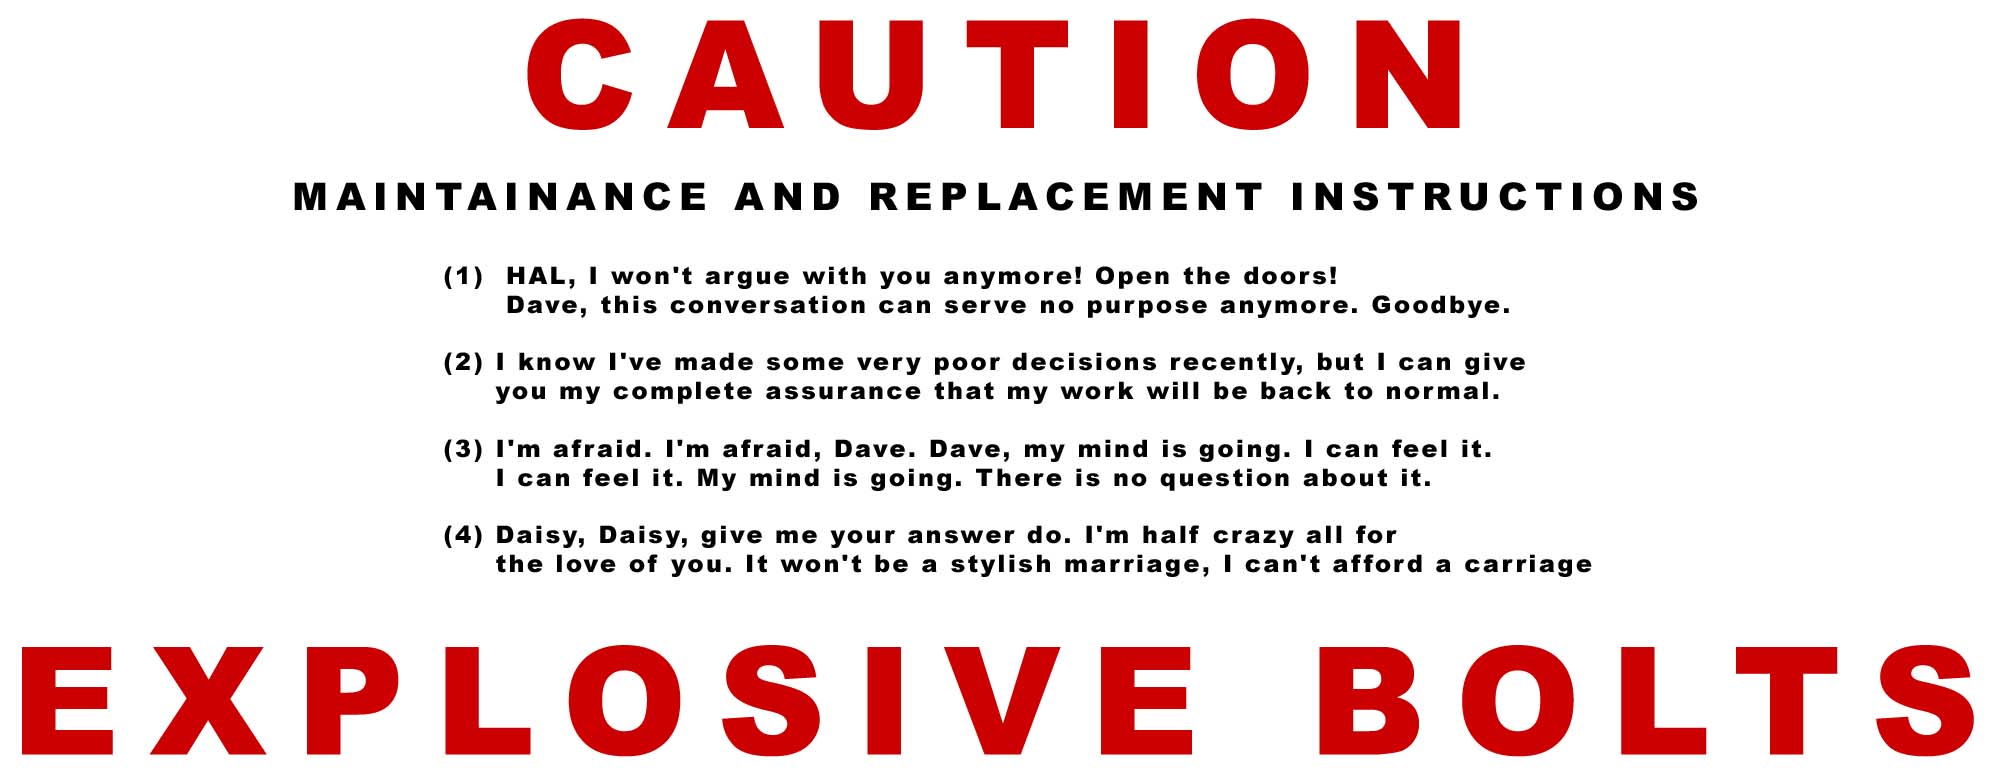 CAUTION
MAINTAINANCE AND REPLACEMENT INSTRUCTIONS
(1) HAL, I won't argue with you anymore! Open the doors!
Dave, this conversation can serve no purpose anymore. Goodbye.
(2) I know I've made some very poor decisions recently, but I can give
you my complete assurance that my work will be back to normal.
(3) I'm afraid. I'm afraid, Dave. Dave, my mind is going. I can feel it.
I can feel it. My mind is going. There is no question about it.
(4) Daisy, Daisy, give me your answer do. I'm half crazy all for
the love of you. It won't be a stylish marriage, I can't afford a carriage
EXPLOSIVE BOLTS